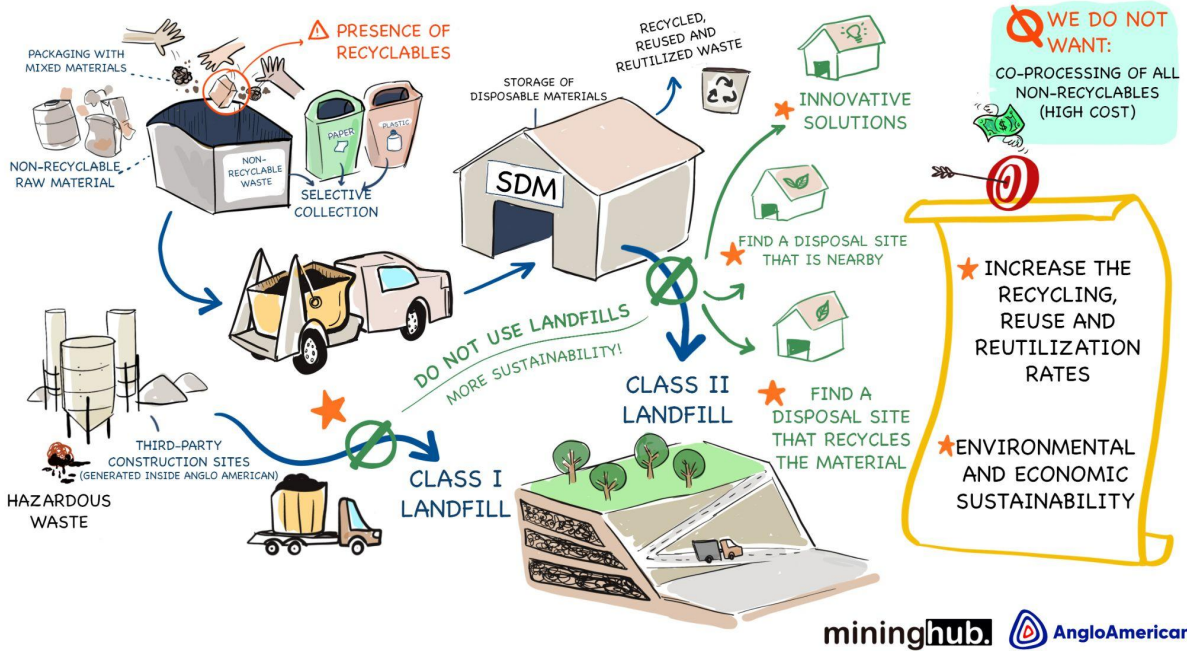 PRESENCE OF
RECYCLABLES
PACKAGING WITH
MIXED MATERIALS
NON-RECYCLABLE
RAW MATERIAL
NON-
RECYCLABLE
WASTE
PAPER
PLASTIC
SELECTIVE
COLLECTION
STORAGE OF
DISPOSABLE MATERIALS
SDM
RECYCLED,
REUSED AND
REUTILIZED WASTE
INNOVATIVE
SOLUTIONS
FIND A DISPOSAL SITE
THAT IS NEARBY
FIND A
DISPOSAL SITE
THAT RECYCLES
THE MATERIAL
DO NOT USE LANDFILLS
MORE SUSTAINABILITY!
CLASS II
LANDFILL
THIRD-PARTY
CONSTRUCTION SITES
(GENERATED INSIDE ANGLO AMERICAN)
HAZARDOUS
WASTE
CLASS I
LANDFILL
WE DO NOT
WANT:
CO-PROCESSING OF ALL
NON-RECYCLABLES
(HIGH COST)
INCREASE THE
RECYCLING,
REUSE AND
REUTILIZATION
RATES
ENVIRONMENTAL
AND ECONOMIC
SUSTAINABILITY
mininghub.
AngloAmerican